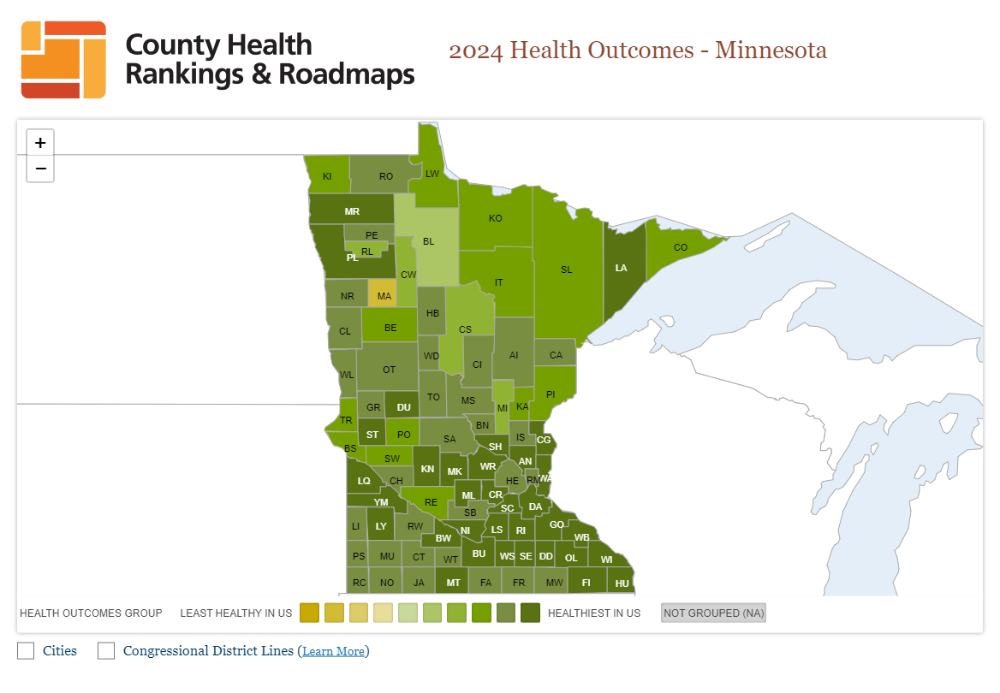 County Health
Rankings & Roadmaps
2024 Health Outcomes - Minnesota
+
−
KI
RO
LW
MR
KO
PE
BL
RL
PL
CO
LA
SL
CW
IT
NR
MA
HB
CL
BE
CS
WD
AI
CA
CI
WL
OT
TO
MS
PI
GR
DU
MI
KA
TR
BN
ST
PO
SA
IS
CG
BS
SH
SW
AN
KN
WR
MK
LQ
CH
HE
RM
WA
ML
CR
YM
RE
SB
SC
DA
LI
LY
RW
NI
LS
RI
GO
BW
WB
PS
MU
CT
WT
BU
WS
SE
DD
OL
WI
RC
NO
JA
MT
FA
FR
MW
FI
HU
HEALTH OUTCOMES GROUP LEAST HEALTHY IN US HEALTHIEST IN US NOT GROUPED (NA)
Cities Congressional District Lines (Learn More)